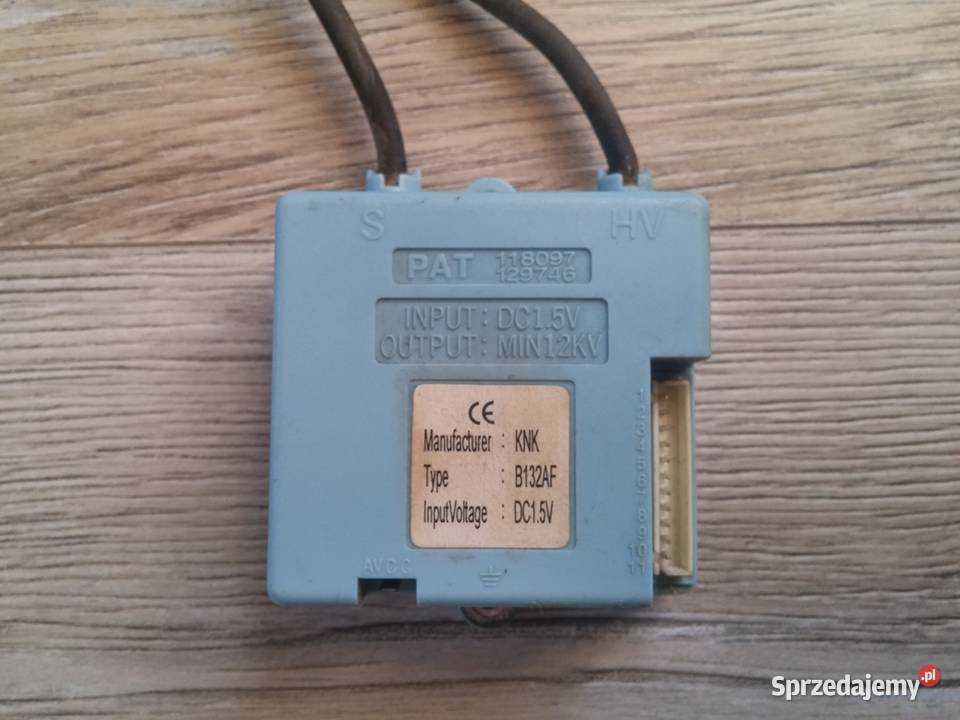 S HV
PAT 118097
129746
INPUT : DC1.5V
OUTPUT : MIN12KV
CE
Manufacturer : KNK
Type : B132AF
InputVoltage : DC1.5V
1
2
3
4
5
6
7
8
9
10
11
AVCC
Sprzedajemy.pl